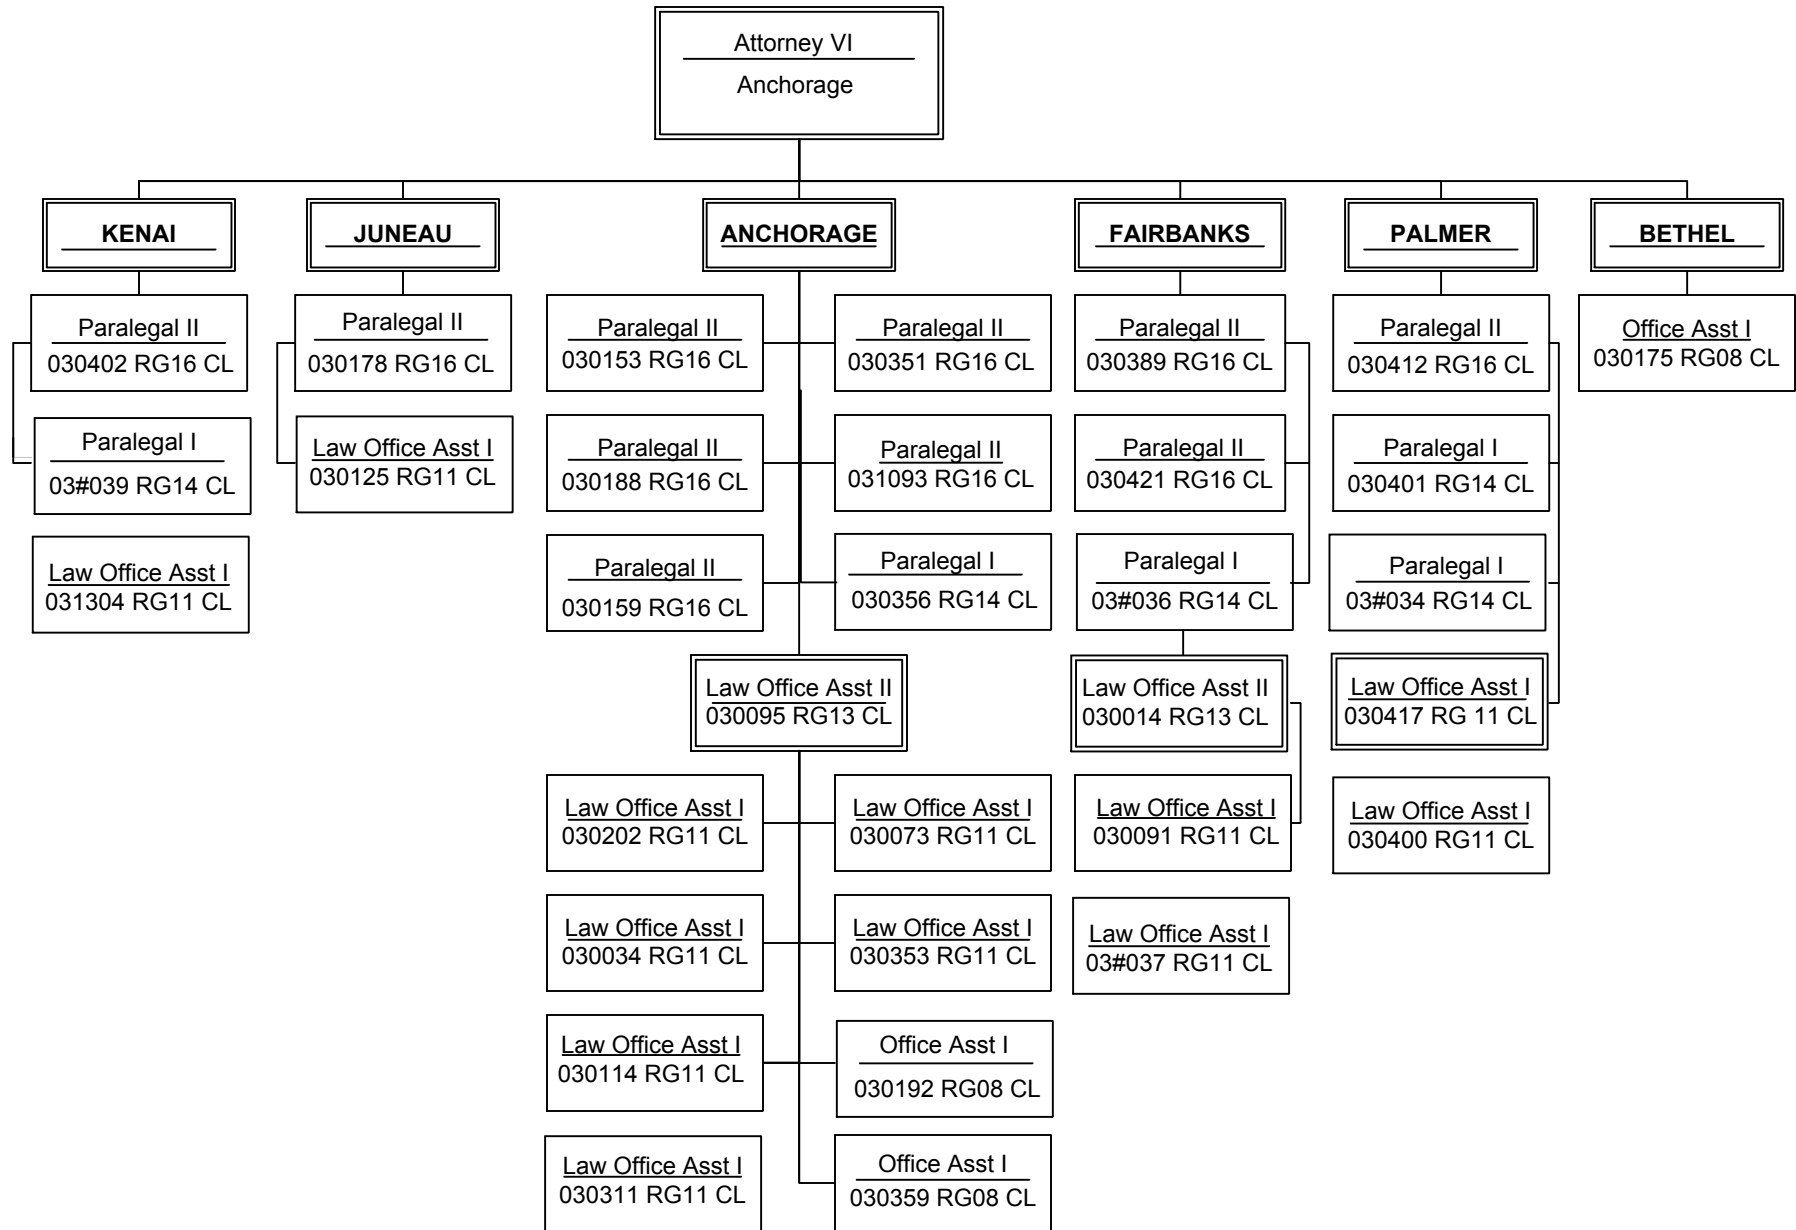 Attorney VI
Anchorage
KENAI
Paralegal II
030402 RG16 CL
Paralegal I
03#039 RG14 CL
Law Office Asst I
031304 RG11 CL
JUNEAU
Paralegal II
030178 RG16 CL
Law Office Asst I
030125 RG11 CL
ANCHORAGE
Paralegal II
030153 RG16 CL
Paralegal II
030351 RG16 CL
Paralegal II
030188 RG16 CL
Paralegal II
031093 RG16 CL
Paralegal II
030159 RG16 CL
Paralegal I
030356 RG14 CL
Law Office Asst II
030095 RG13 CL
Law Office Asst I
030202 RG11 CL
Law Office Asst I
030073 RG11 CL
Law Office Asst I
030034 RG11 CL
Law Office Asst I
030353 RG11 CL
Law Office Asst I
030114 RG11 CL
Office Asst I
030192 RG08 CL
Law Office Asst I
030311 RG11 CL
Office Asst I
030359 RG08 CL
FAIRBANKS
Paralegal II
030389 RG16 CL
Paralegal II
030421 RG16 CL
Paralegal I
03#036 RG14 CL
Law Office Asst II
030014 RG13 CL
Law Office Asst I
030091 RG11 CL
Law Office Asst I
03#037 RG11 CL
PALMER
Paralegal II
030412 RG16 CL
Paralegal I
030401 RG14 CL
Paralegal I
03#034 RG14 CL
Law Office Asst I
030417 RG 11 CL
Law Office Asst I
030400 RG11 CL
BETHEL
Office Asst I
030175 RG08 CL